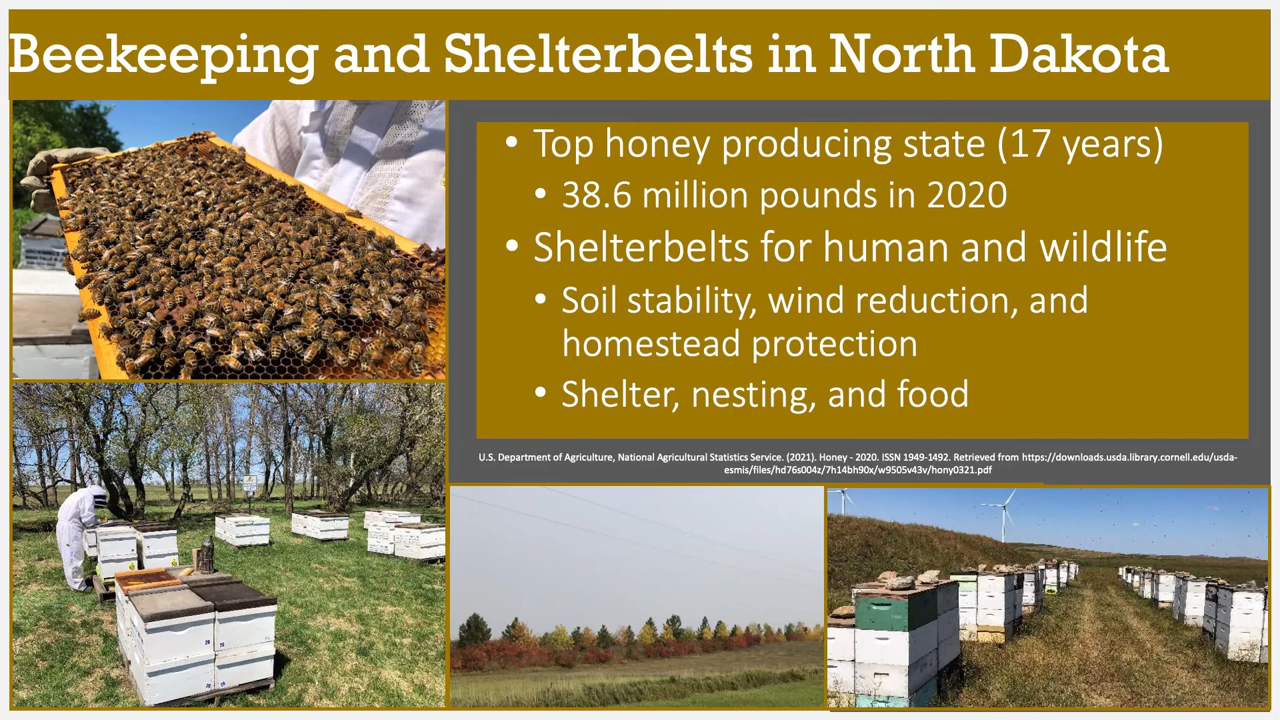 Beekeeping and Shelterbelts in North Dakota
• Top honey producing state (17 years)
• 38.6 million pounds in 2020
• Shelterbelts for human and wildlife
• Soil stability, wind reduction, and
homestead protection
• Shelter, nesting, and food
U.S. Department of Agriculture, National Agricultural Statistics Service. (2021). Honey - 2020. ISSN 1949-1492. Retrieved from https://downloads.usda.library.cornell.edu/usda-
esmis/files/hd76s004z/7h14bh90x/w9505v43v/hony0321.pdf